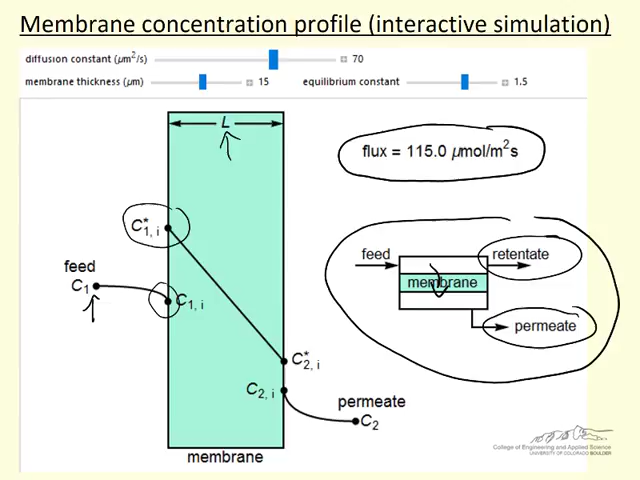 Membrane concentration profile (interactive simulation)
diffusion constant (μm²/s) 70
membrane thickness (μm) 15 equilibrium constant 1.5
L
flux = 115.0 μmol/m²s
C*1, i
feed retentate
membrane
permeate
feed
C1
C1, i
C*2, i
C2, i
permeate
C2
membrane
College of Engineering and Applied Science
UNIVERSITY OF COLORADO BOULDER